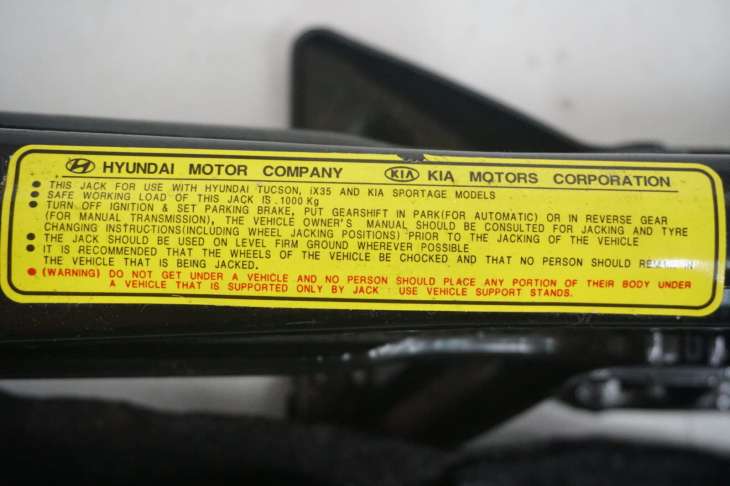 HYUNDAI MOTOR COMPANY KIA KIA MOTORS CORPORATION
● THIS JACK FOR USE WITH HYUNDAI TUCSON, iX35 AND KIA SPORTAGE MODELS
● SAFE WORKING LOAD OF THIS JACK IS .1000 Kg
● TURN OFF IGNITION & SET PARKING BRAKE, PUT GEARSHIFT IN PARK(FOR AUTOMATIC) OR IN REVERSE GEAR
(FOR MANUAL TRANSMISSION), THE VEHICLE OWNER'S MANUAL SHOULD BE CONSULTED FOR JACKING AND TYRE
CHANGING INSTRUCTIONS(INCLUDING WHEEL JACKING POSITIONS) PRIOR TO THE JACKING OF THE VEHICLE
● THE JACK SHOULD BE USED ON LEVEL FIRM GROUND WHEREVER POSSIBLE
● IT IS RECOMMENDED THAT THE WHEELS OF THE VEHICLE BE CHOCKED AND THAT NO PERSON SHOULD
THE VEHICLE THAT IS BEING JACKED.
● (WARNING) DO NOT GET UNDER A VEHICLE AND NO PERSON SHOULD PLACE ANY PORTION OF THEIR BODY UNDER
A VEHICLE THAT IS SUPPORTED ONLY BY JACK USE VEHICLE SUPPORT STANDS.